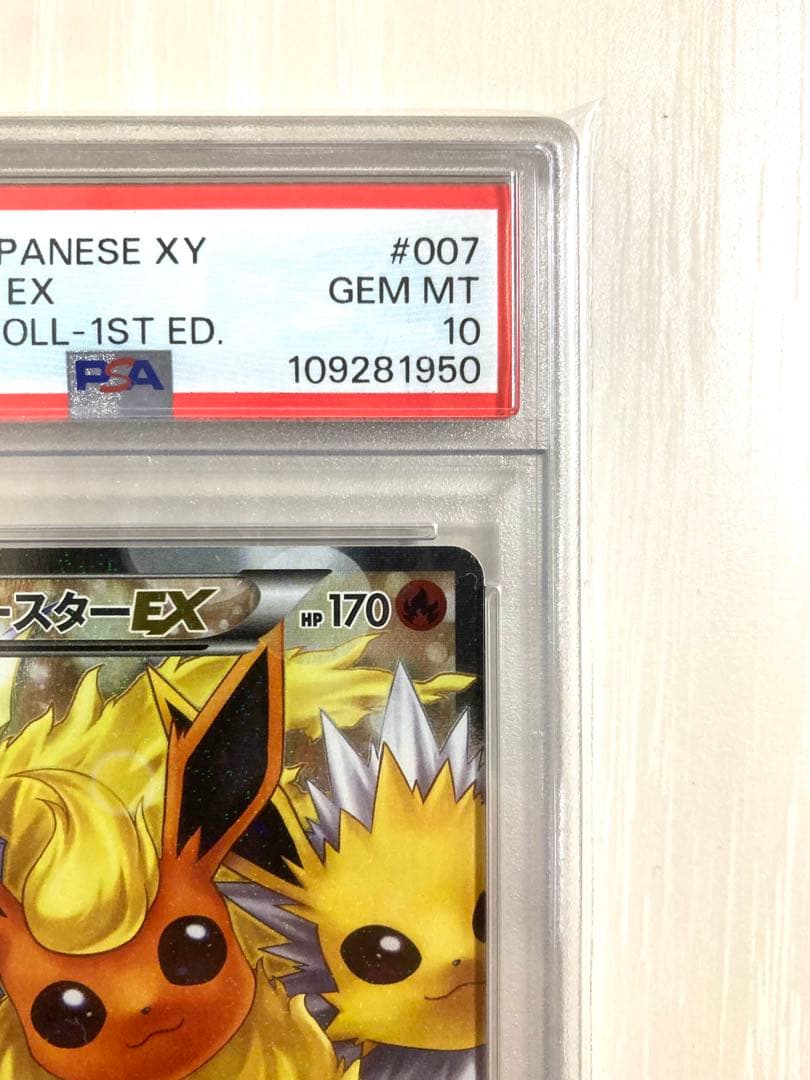 PANESE XY #007
EX GEM MT
OLL-1ST ED. 10
PSA 109281950
ースターEX HP170